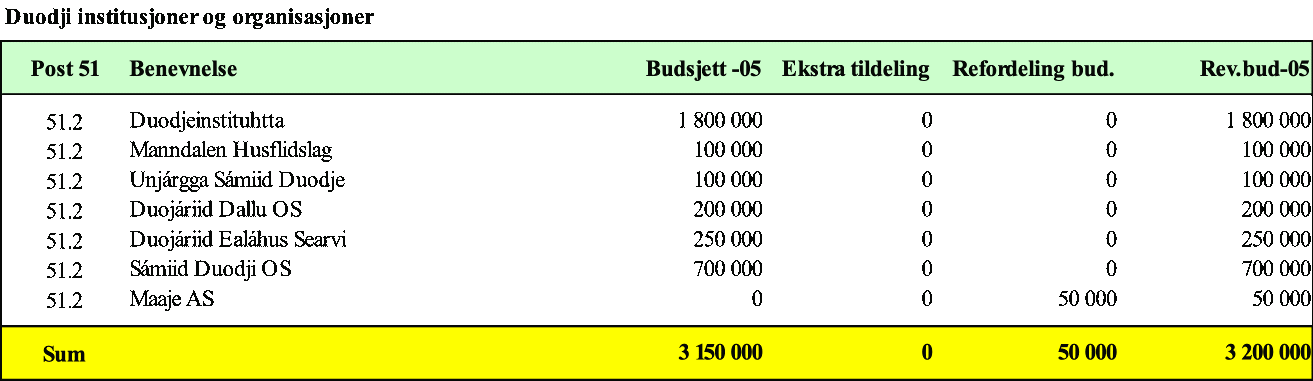 Duodji institusjoner og organisasjoner
Post 51 Benevnelse Budsjett -05 Ekstra tildeling Refordeling bud. Rev.bud-05
51.2 Duodjeinstituhtta 1 800 000 0 0 1 800 000
51.2 Manndalen Husflidslag 100 000 0 0 100 000
51.2 Unjárgga Sámiid Duodje 100 000 0 0 100 000
51.2 Duojáriid Dallu OS 200 000 0 0 200 000
51.2 Duojáriid Ealáhus Searvi 250 000 0 0 250 000
51.2 Sámiid Duodji OS 700 000 0 0 700 000
51.2 Maaje AS 0 0 50 000 50 000
Sum 3 150 000 0 50 000 3 200 000